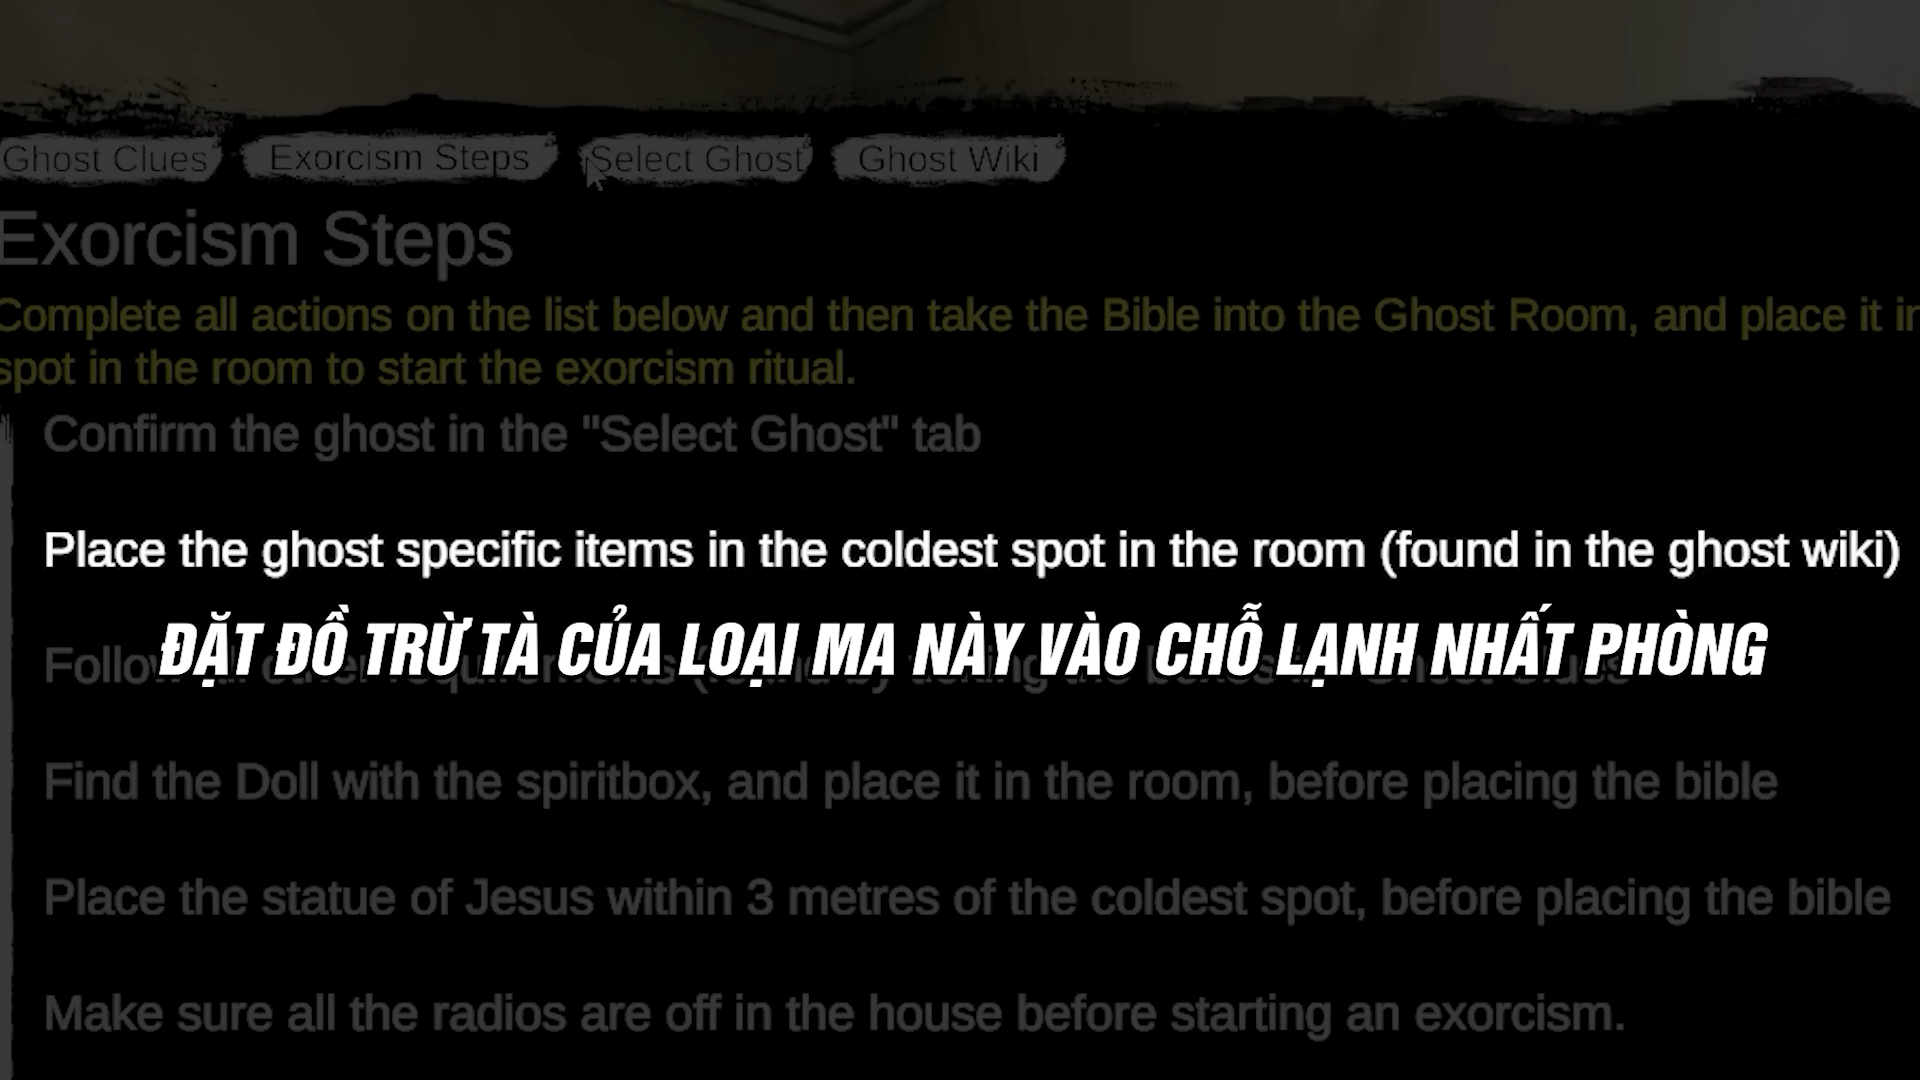 Ghost Clues Exorcism Steps Select Ghost Ghost Wiki
Exorcism Steps
Complete all actions on the list below and then take the Bible into the Ghost Room, and place it in
spot in the room to start the exorcism ritual.
Confirm the ghost in the "Select Ghost" tab
Place the ghost specific items in the coldest spot in the room (found in the ghost wiki)
ĐẶT ĐỒ TRỪ TÀ CỦA LOẠI MA NÀY VÀO CHỖ LẠNH NHẤT PHÒNG
Find the Doll with the spiritbox, and place it in the room, before placing the bible
Place the statue of Jesus within 3 metres of the coldest spot, before placing the bible
Make sure all the radios are off in the house before starting an exorcism.